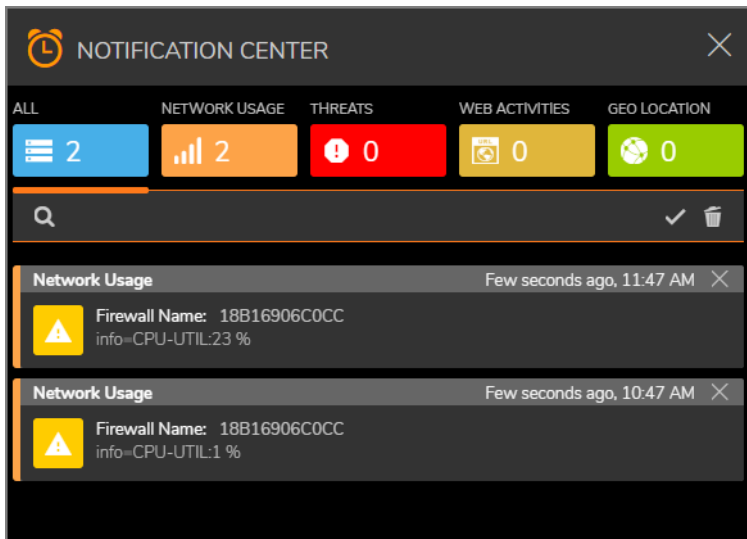 NOTIFICATION CENTER
ALL NETWORK USAGE THREATS WEB ACTIVITIES GEO LOCATION
2 2 0 URL 0 0
Network Usage Few seconds ago, 11:47 AM
Firewall Name: 18B16906C0CC
info=CPU-UTIL:23 %
Network Usage Few seconds ago, 10:47 AM
Firewall Name: 18B16906C0CC
info=CPU-UTIL:1 %